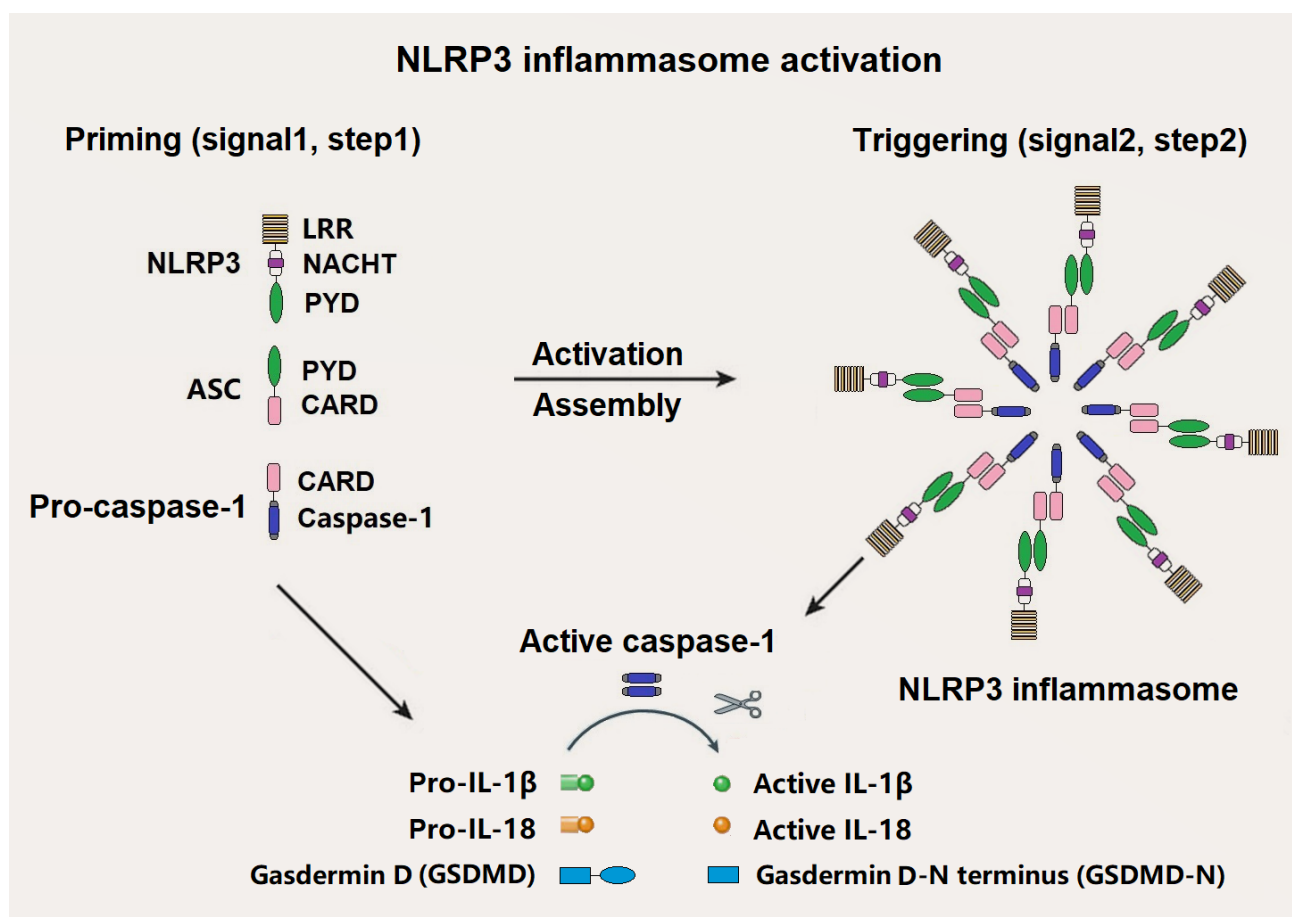 NLRP3 inflammasome activation
Priming (signal1, step1)
Triggering (signal2, step2)
LRR
NLRP3
NACHT
PYD
PYD
ASC
CARD
Activation
Assembly
CARD
Pro-caspase-1
Caspase-1
Active caspase-1
NLRP3 inflammasome
Pro-IL-1β
Active IL-1β
Pro-IL-18
Active IL-18
Gasdermin D (GSDMD)
Gasdermin D-N terminus (GSDMD-N)